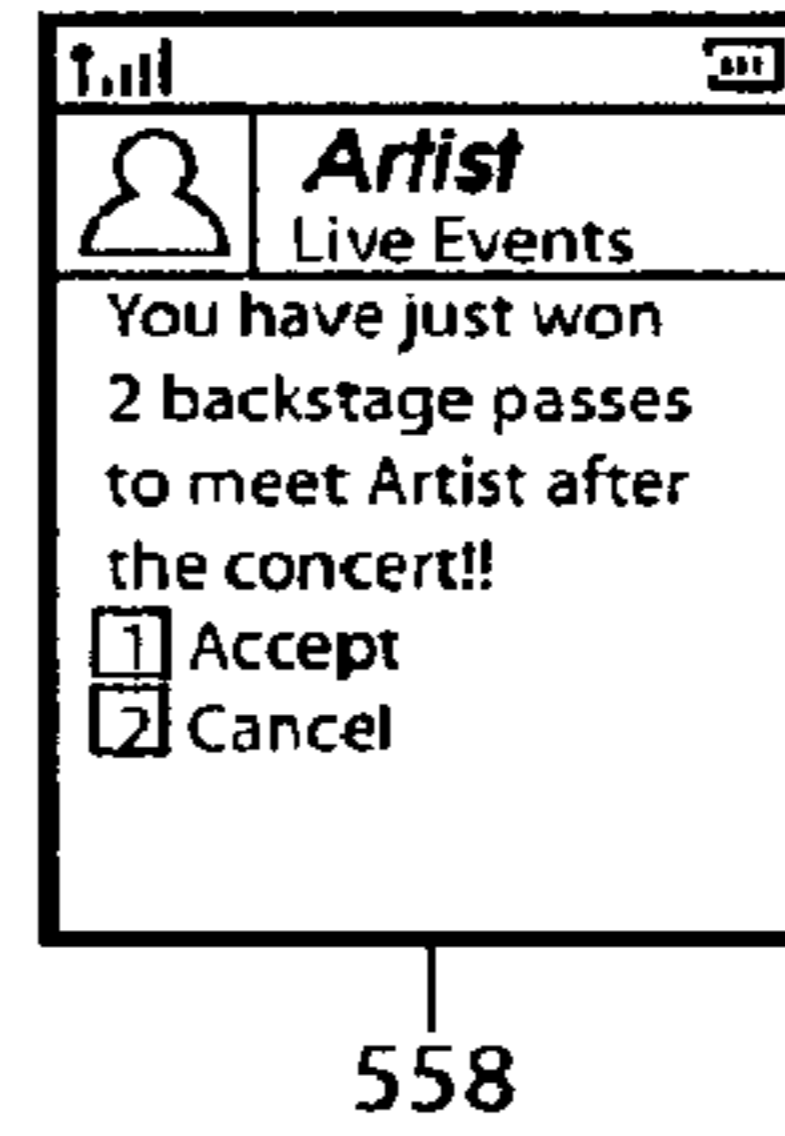 Artist
Live Events
You have just won
2 backstage passes
to meet Artist after
the concert!!
1 Accept
2 Cancel
558